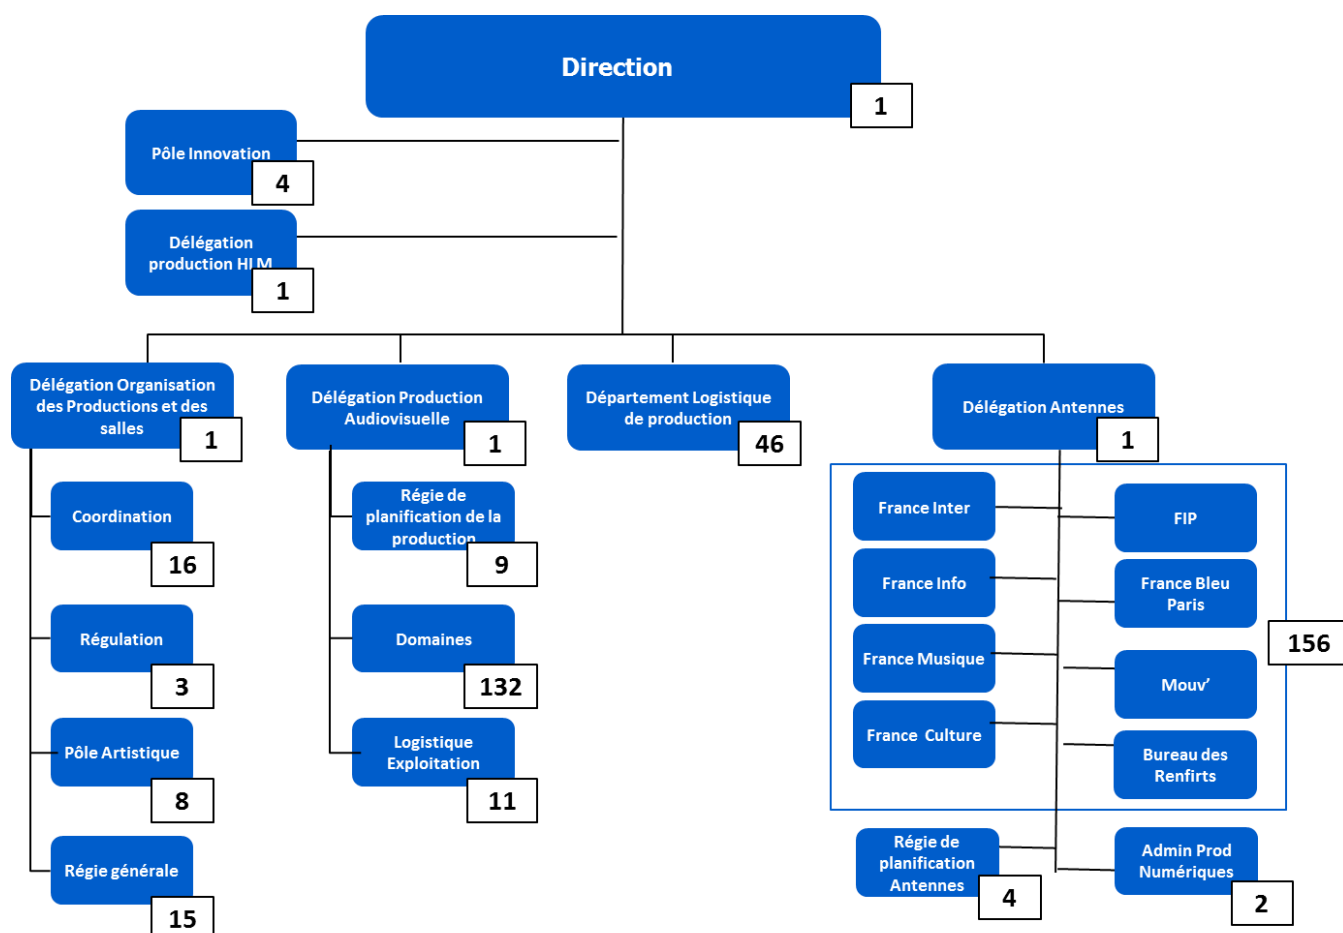 Direction
1
Pôle Innovation
4
Délégation
production HLM
1
Délégation Organisation
des Productions et des
salles
1
Coordination
16
Régulation
3
Pôle Artistique
8
Régie générale
15
Délégation Production
Audiovisuelle
1
Régie de
planification de la
production
9
Domaines
132
Logistique
Exploitation
11
Département Logistique
de production
46
Délégation Antennes
1
France Inter
France Info
France Musique
France Culture
FIP
France Bleu
Paris
Mouv’
Bureau des
Renfirts
156
Régie de
planification
Antennes
4
Admin Prod
Numériques
2